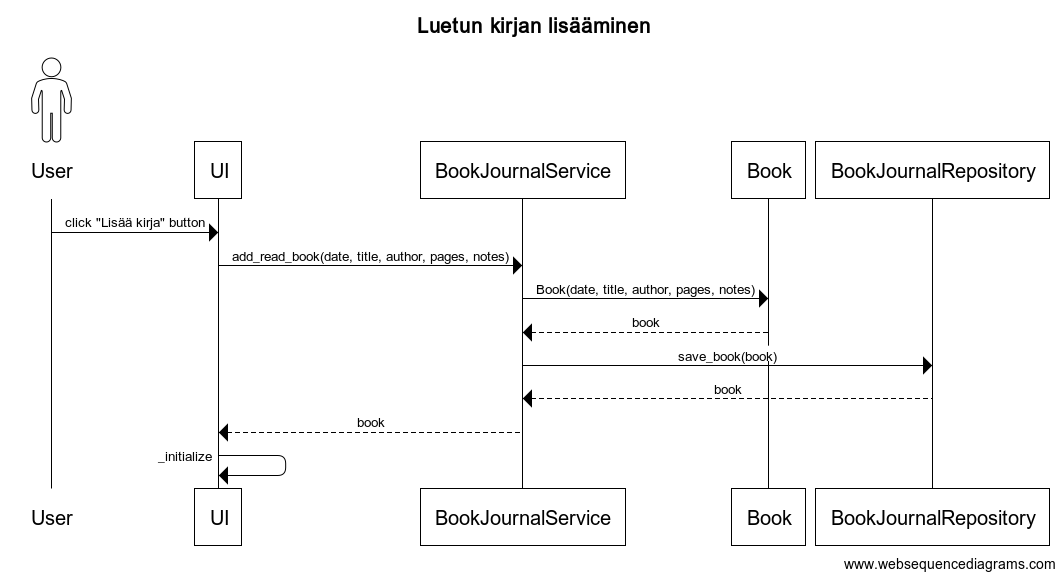 Luetun kirjan lisääminen
User
UI
BookJournalService
Book
BookJournalRepository
click "Lisää kirja" button
add_read_book(date, title, author, pages, notes)
Book(date, title, author, pages, notes)
book
save_book(book)
book
book
_initialize
User
UI
BookJournalService
Book
BookJournalRepository
www.websequencediagrams.com